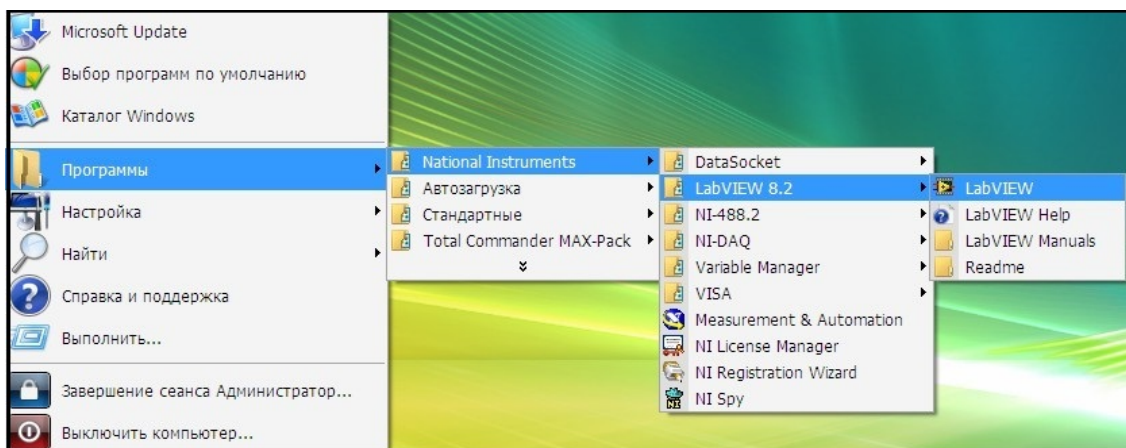 Microsoft Update
Выбор программ по умолчанию
Каталог Windows
Программы
Настройка
Найти
Справка и поддержка
Выполнить...
Завершение сеанса Администратор...
Выключить компьютер...
National Instruments
Автозагрузка
Стандартные
Total Commander MAX-Pack
DataSocket
LabVIEW 8.2
NI-488.2
NI-DAQ
Variable Manager
VISA
Measurement & Automation
NI License Manager
NI Registration Wizard
NI Spy
LabVIEW
LabVIEW Help
LabVIEW Manuals
Readme